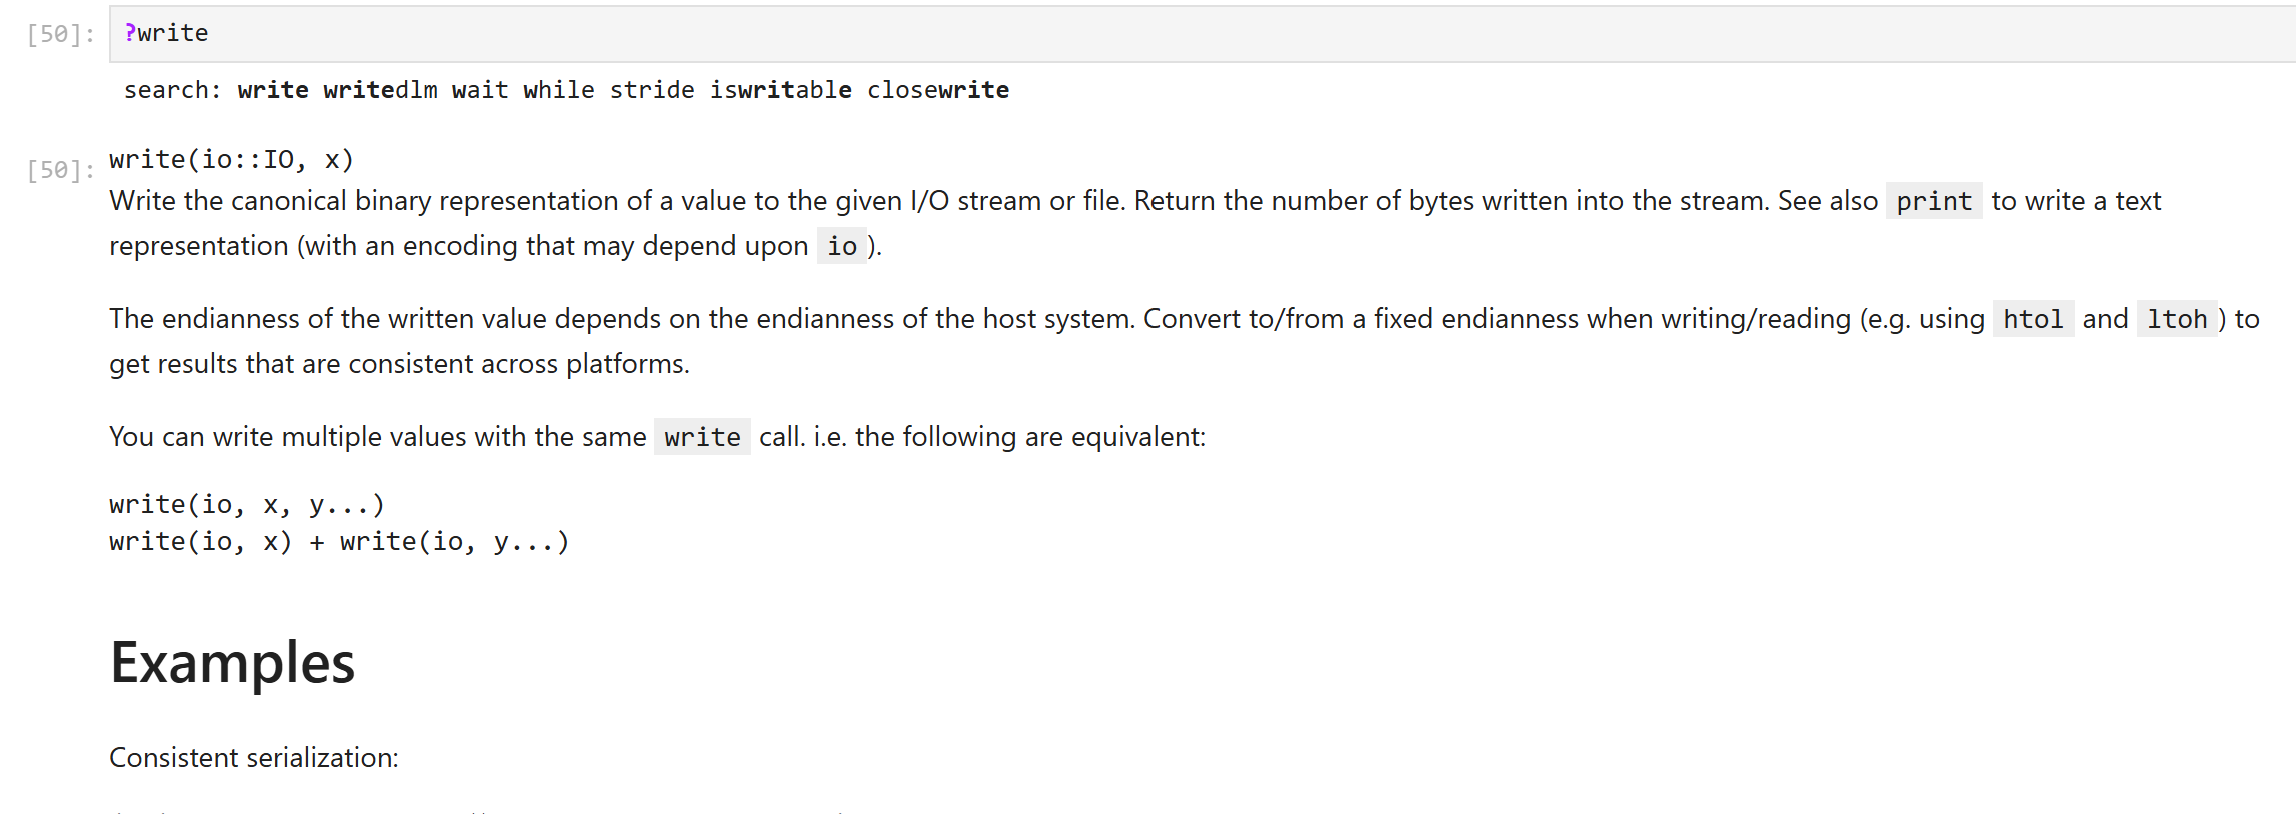 [50]: ?write
search: write writedlm wait while stride iswritable closewrite
[50]: write(io::IO, x)
Write the canonical binary representation of a value to the given I/O stream or file. Return the number of bytes written into the stream. See also print to write a text
representation (with an encoding that may depend upon io ).
The endianness of the written value depends on the endianness of the host system. Convert to/from a fixed endianness when writing/reading (e.g. using htol and ltoh ) to
get results that are consistent across platforms.
You can write multiple values with the same write call. i.e. the following are equivalent:
write(io, x, y...)
write(io, x) + write(io, y...)
Examples
Consistent serialization: